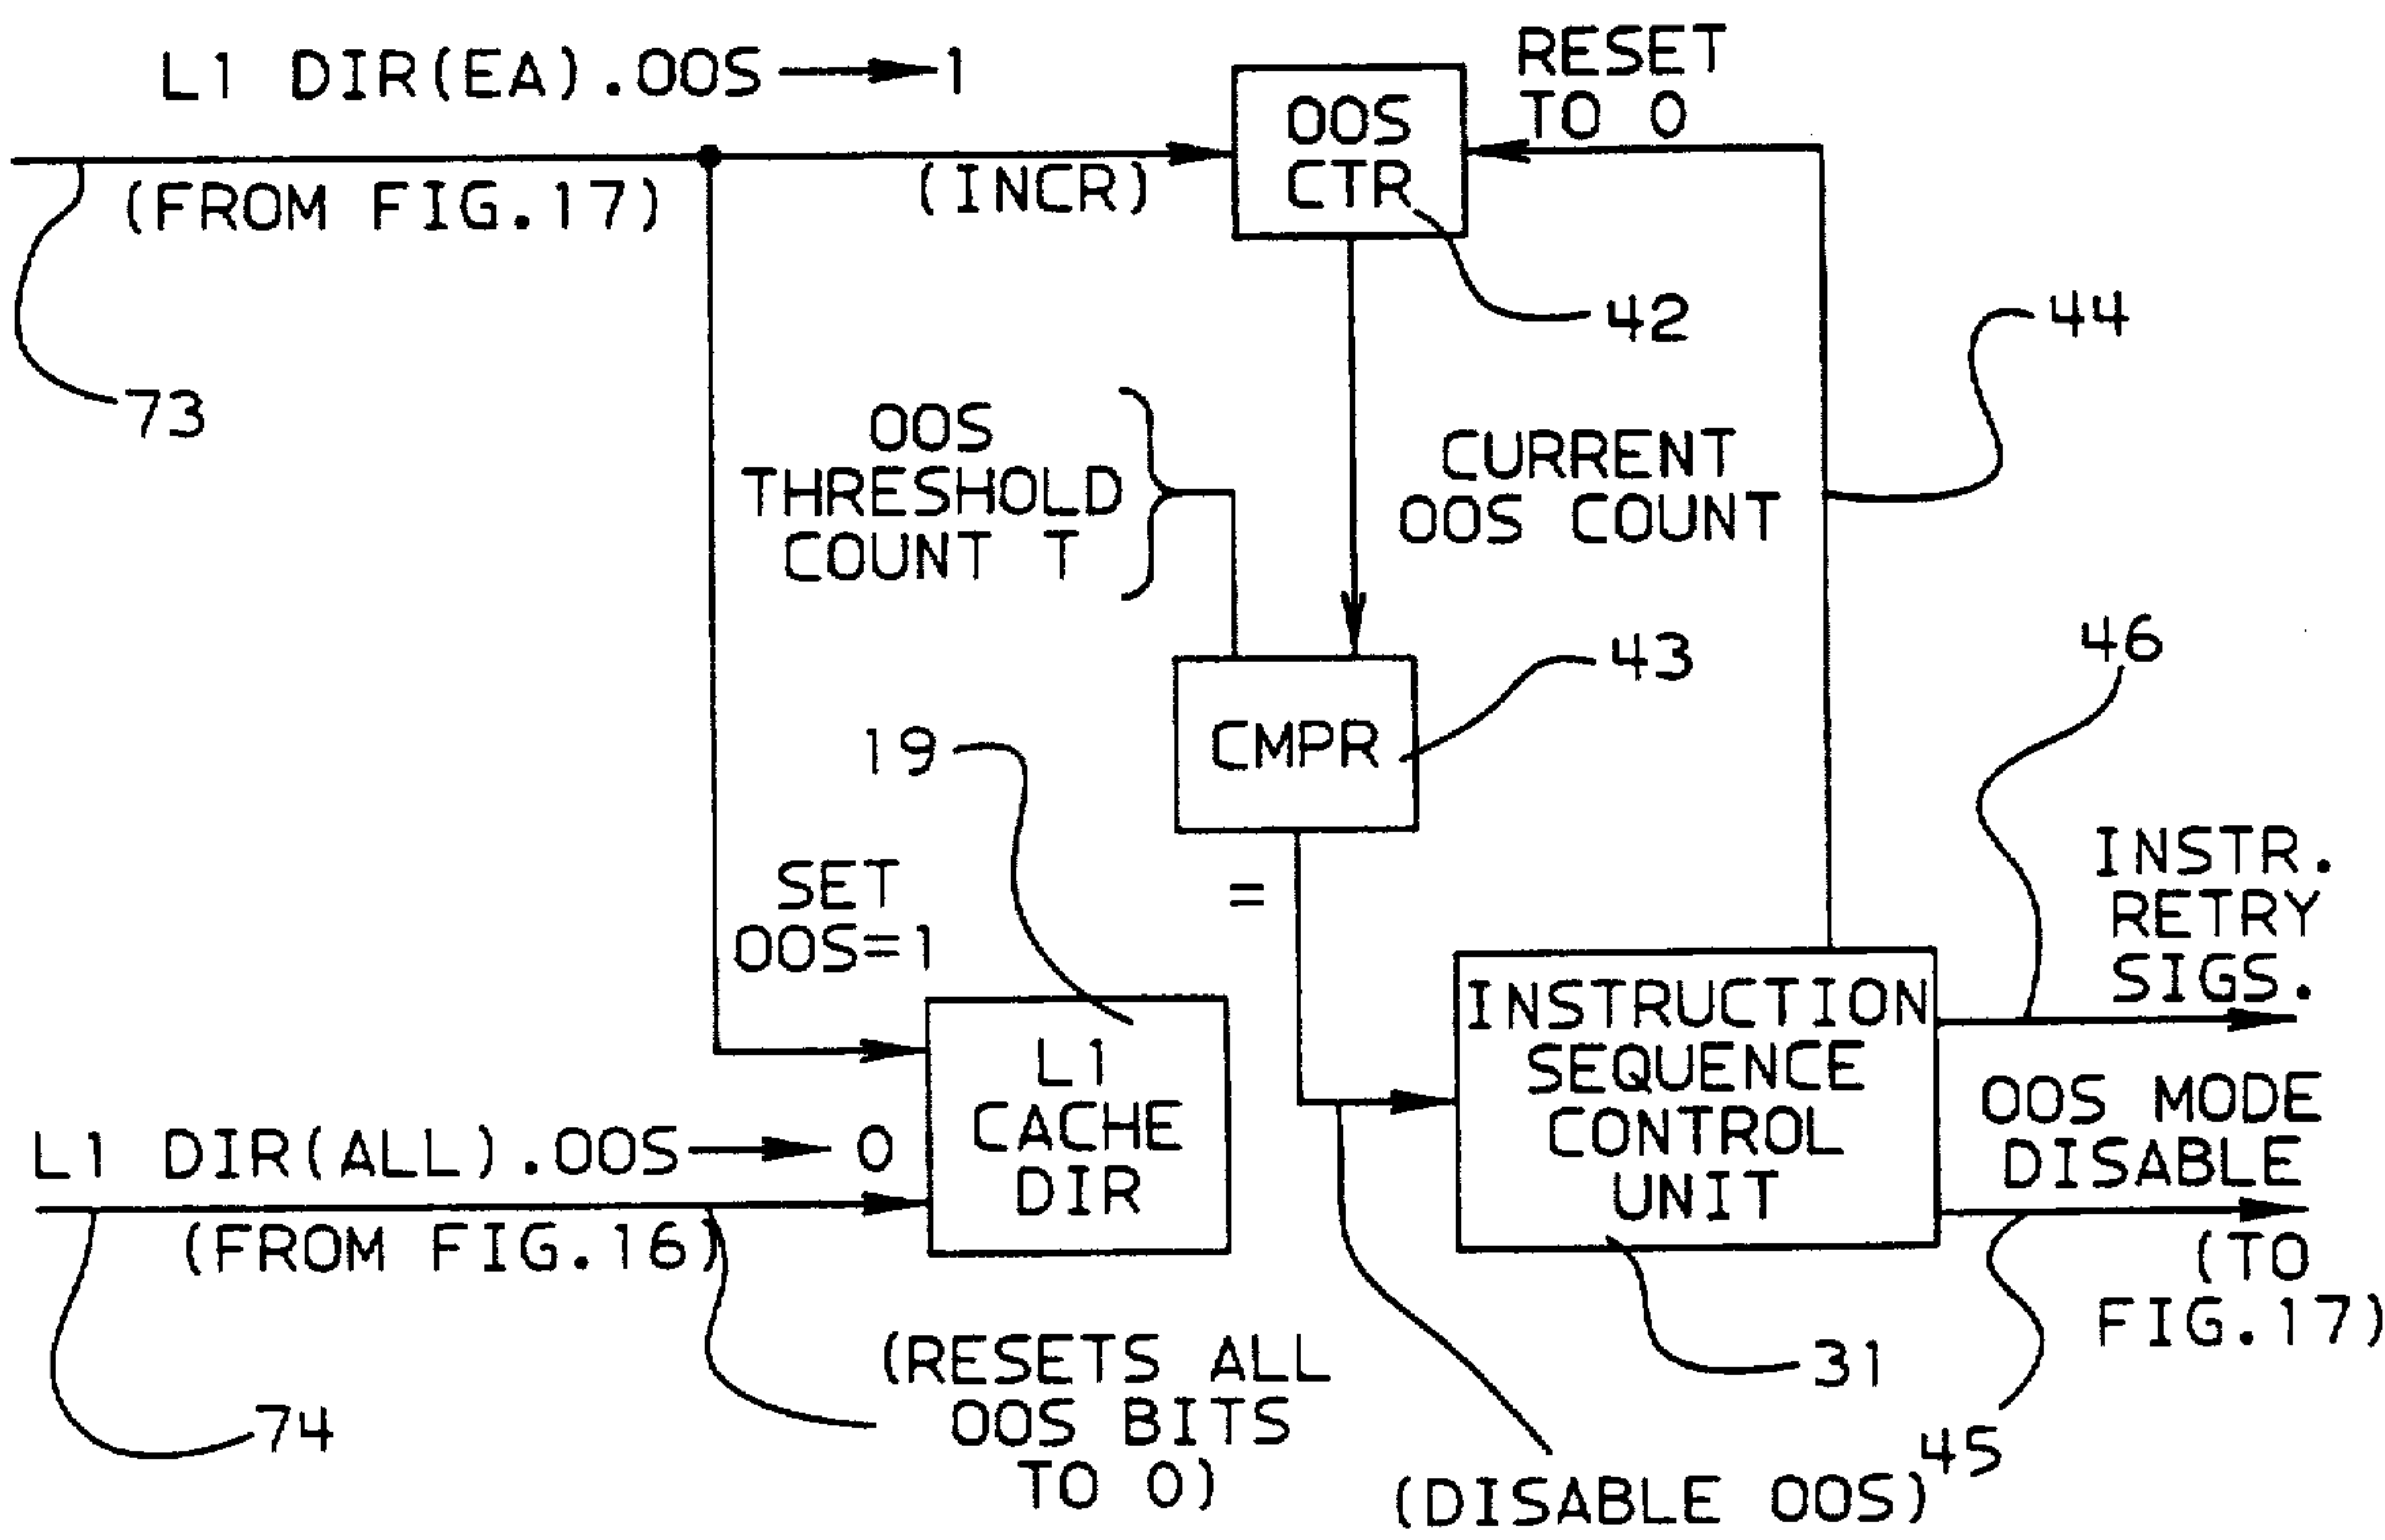 L1 DIR(EA).OOS → 1
(FROM FIG.17)
73
(INCR)
OOS
CTR
RESET
TO 0
42
44
OOS
THRESHOLD
COUNT T
CURRENT
OOS COUNT
CMPR
43
46
19
SET
OOS=1
=
INSTR.
RETRY
SIGS.
L1
CACHE
DIR
INSTRUCTION
SEQUENCE
CONTROL
UNIT
OOS MODE
DISABLE
(TO
FIG.17)
L1 DIR(ALL).OOS → 0
(FROM FIG.16)
74
(RESETS ALL
OOS BITS
TO 0)
31
45
(DISABLE OOS)